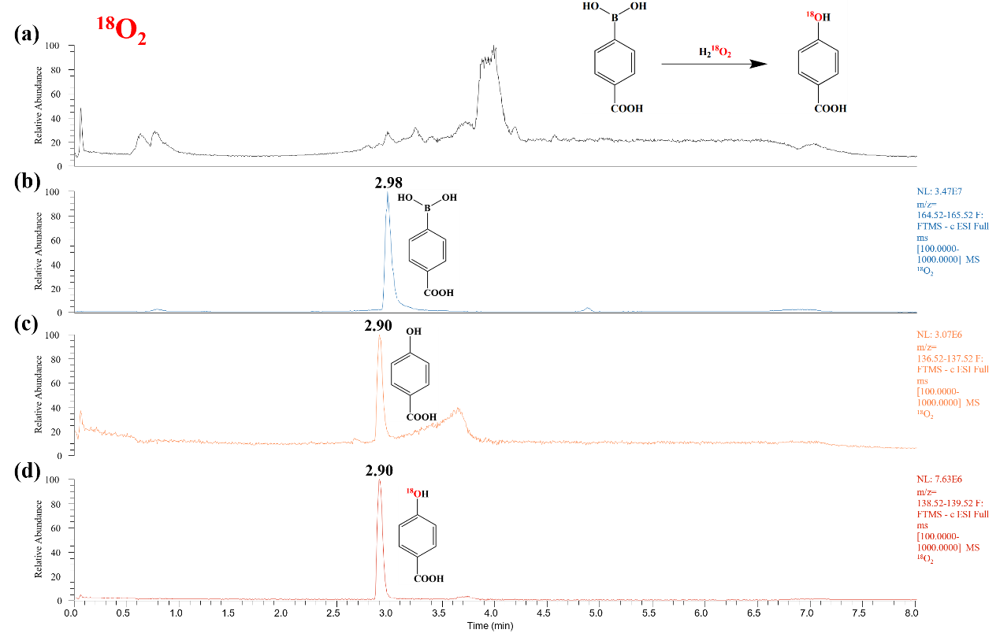 (a)
¹⁸O₂
HO
OH
B
COOH
H₂¹⁸O₂
¹⁸OH
COOH
Relative Abundance
100
80
60
40
20
0
(b)
2.98
HO
OH
B
COOH
Relative Abundance
100
80
60
40
20
0
NL: 3.47E7
m/z=
164.52-165.52 F:
FTMS - c ESI Full
ms
[100.0000-
1000.0000] MS
¹⁸O₂
(c)
2.90
OH
COOH
Relative Abundance
100
80
60
40
20
0
NL: 3.07E6
m/z=
136.52-137.52 F:
FTMS - c ESI Full
ms
[100.0000-
1000.0000] MS
¹⁸O₂
(d)
2.90
¹⁸OH
COOH
Relative Abundance
100
80
60
40
20
0
NL: 7.63E6
m/z=
138.52-139.52 F:
FTMS - c ESI Full
ms
[100.0000-
1000.0000] MS
¹⁸O₂
0.0 0.5 1.0 1.5 2.0 2.5 3.0 3.5 4.0 4.5 5.0 5.5 6.0 6.5 7.0 7.5 8.0
Time (min)